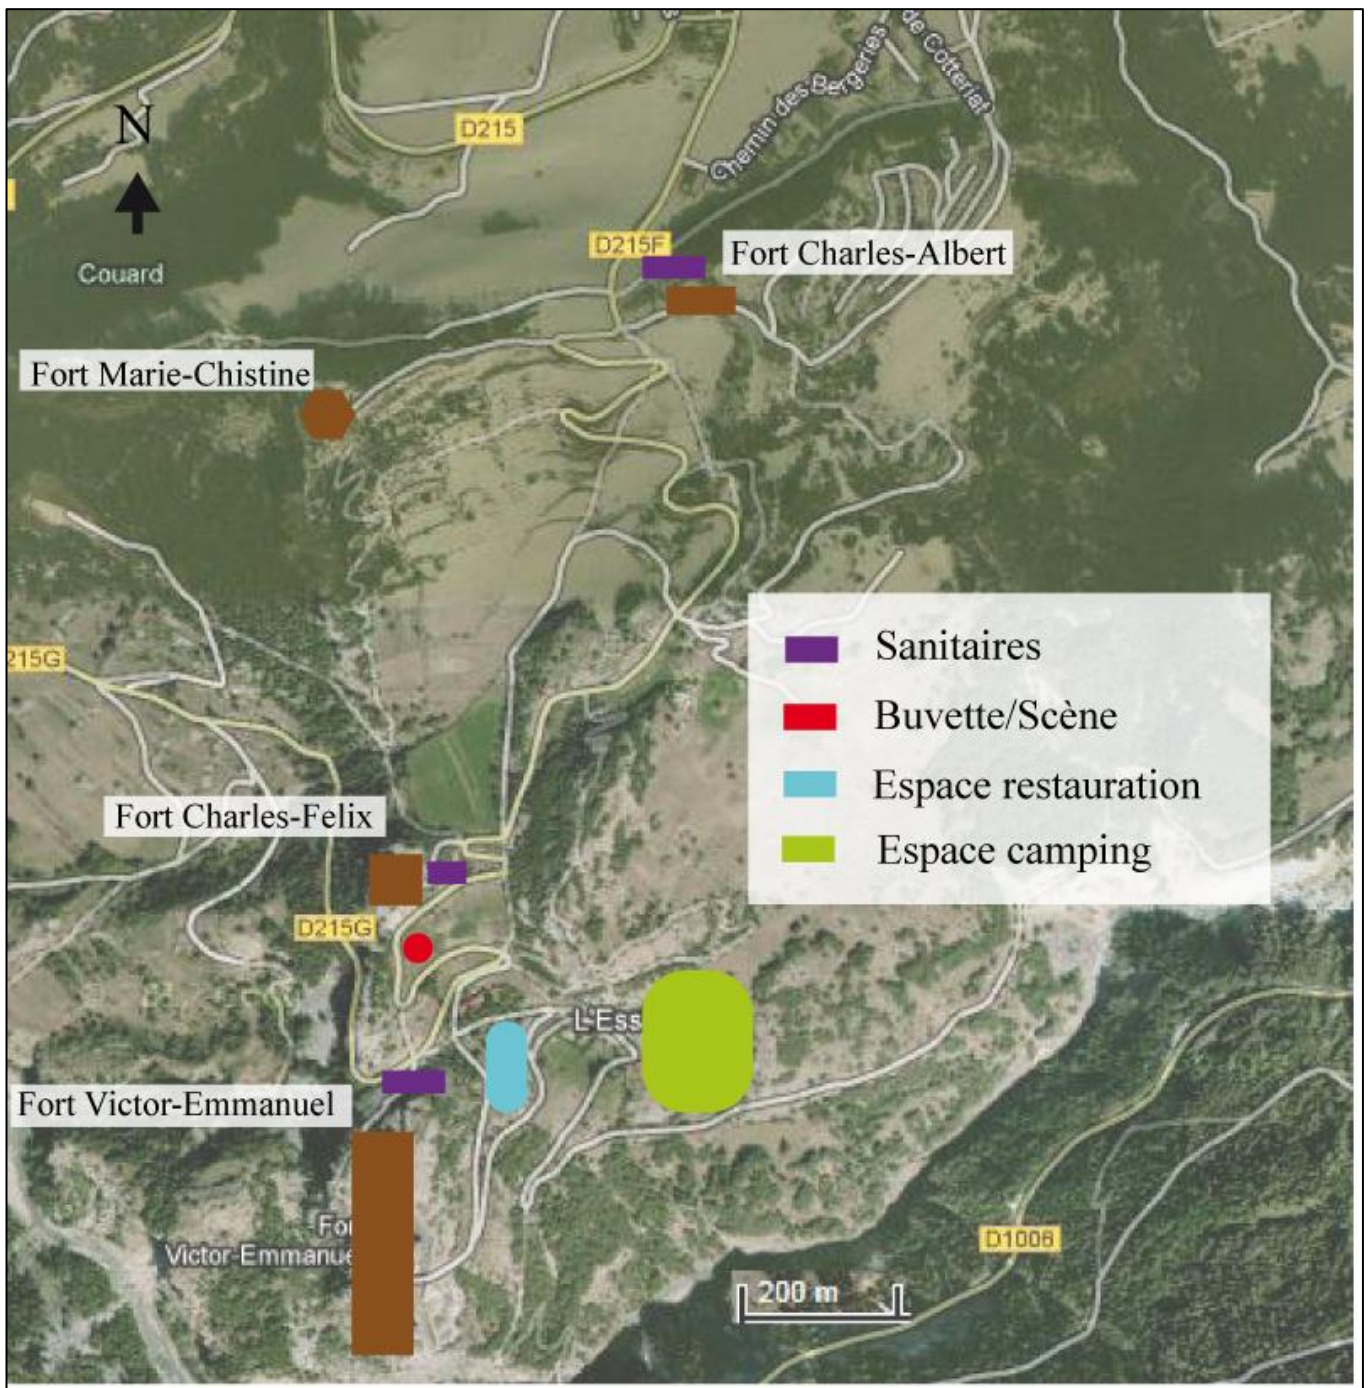 de Cotteriat
Chemin des Bergeries
N
D215
Couard
D215F
Fort Charles-Albert
Fort Marie-Chistine
Sanitaires
215G
Buvette/Scène
Espace restauration
Fort Charles-Felix
Espace camping
D215G
L'Ess
Fort Victor-Emmanuel
For
Victor-Emmanue
D1006
200 m